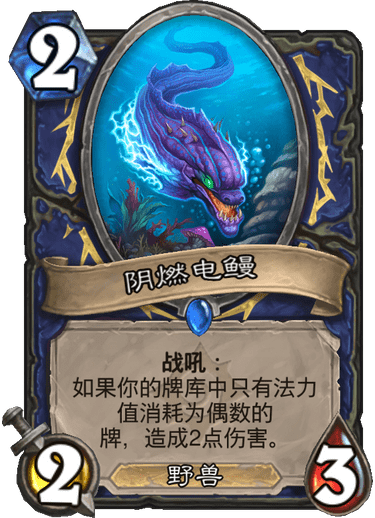 2
阴燃电鳗
战吼：
如果你的牌库中只有法力
值消耗为偶数的
牌，造成2点伤害。
2
野兽
3